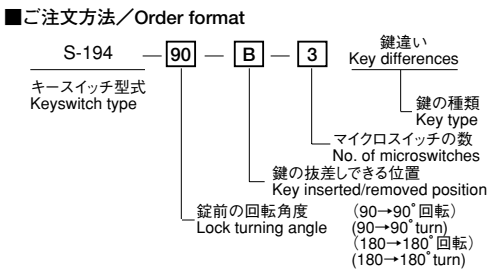 ■ご注文方法／Order format
S-194 — 90 — B — 3
鍵違い
Key differences
キースイッチ型式
Keyswitch type
鍵の種類
Key type
マイクロスイッチの数
No. of microswitches
鍵の抜差しできる位置
Key inserted/removed position
錠前の回転角度
Lock turning angle
（90→90°回転）
(90→90°turn)
（180→180°回転）
(180→180°turn)